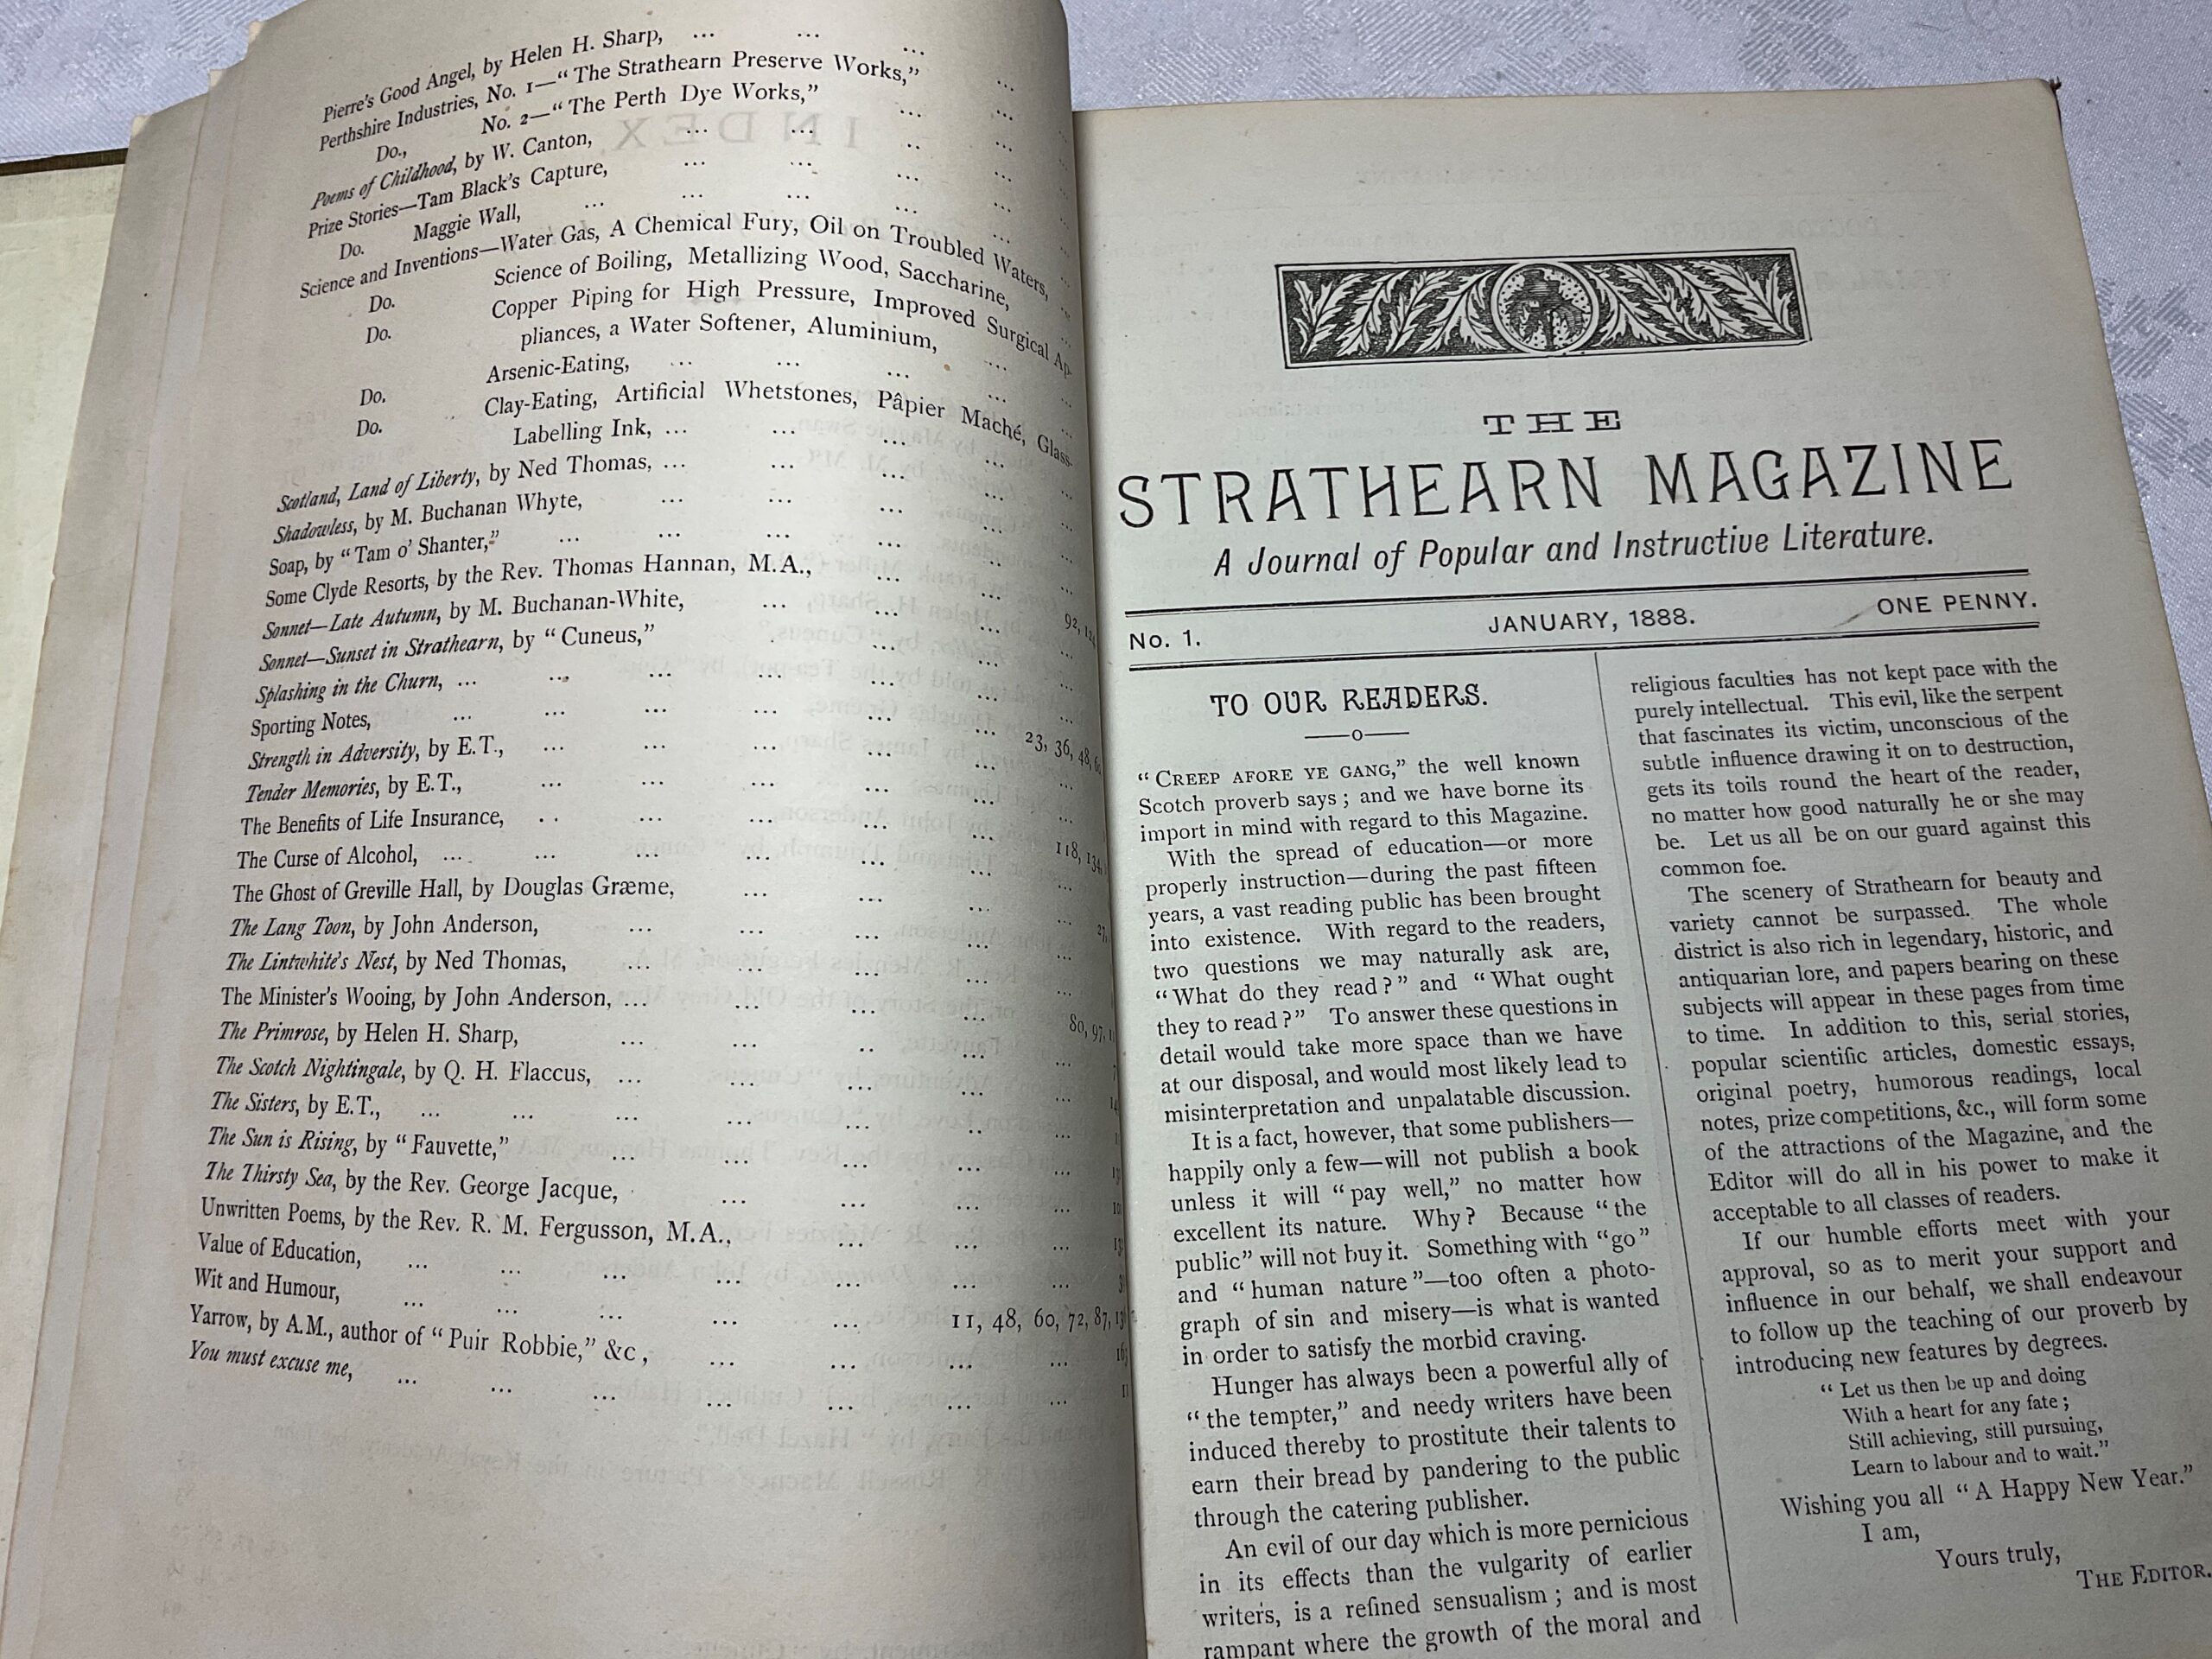 Pierre's Good Angel, by Helen H. Sharp, ... ... ...
Perthshire Industries, No. 1—“The Strathearn Preserve Works,” ...
Do., No. 2—“The Perth Dye Works,” ... ...
Poems of Childhood, by W. Canton, ... ... .. ...
Prize Stories—Tam Black's Capture, ... ... ... ...
Do. Maggie Wall, ... ... ... ... ...
Science and Inventions—Water Gas, A Chemical Fury, Oil on Troubled Waters,
Do. Science of Boiling, Metallizing Wood, Saccharine,
Do. Copper Piping for High Pressure, Improved Surgical Ap-
pliances, a Water Softener, Aluminium, ...
Do. Arsenic-Eating, ... ... ... ...
Do. Clay-Eating, Artificial Whetstones, Pâpier Maché, Glass-
Labelling Ink, ... ... ... ...
Scotland, Land of Liberty, by Ned Thomas, ... ... ... ...
Shadowless, by M. Buchanan Whyte, ... ... ... ...
Soap, by “Tam o' Shanter,” ... ... ... ... ...
Some Clyde Resorts, by the Rev. Thomas Hannan, M.A., ... ... 92,
Sonnet—Late Autumn, by M. Buchanan-White, ... ... ...
Sonnet—Sunset in Strathearn, by “Cuneus,” ... ...
Splashing in the Churn, ... ... ... ... ... ...
Sporting Notes, ... ... ... ... ... ... 23, 36, 48,
Strength in Adversity, by E.T., ... ... ... ... ...
Tender Memories, by E.T., ... ... ... ... ...
The Benefits of Life Insurance, .. ... ... ... ...
The Curse of Alcohol, ... ... ... ... ... ... 118, 134,
The Ghost of Greville Hall, by Douglas Græme, ... ... ...
The Lang Toon, by John Anderson, ... ... ... ...
The Lintwhite's Nest, by Ned Thomas, ... ... ... ...
The Minister's Wooing, by John Anderson, ... ... ... ... 80, 97,
The Primrose, by Helen H. Sharp, ... ... .. ...
The Scotch Nightingale, by Q. H. Flaccus, ... ... ... ...
The Sisters, by E.T., ... ... ... ... ... ..
The Sun is Rising, by “Fauvette,” ... ... ... ...
The Thirsty Sea, by the Rev. George Jacque, ... ... ...
Unwritten Poems, by the Rev. R. M. Fergusson, M.A., ... ... ...
Value of Education, ... ... ... ... ... ... ...
Wit and Humour, ... ... ... ... ... 11, 48, 60, 72, 87,
Yarrow, by A.M., author of “Puir Robbie,” &c, ... ... ... ...
You must excuse me, ... ... ... ... ... ...
THE
STRATHEARN MAGAZINE
A Journal of Popular and Instructive Literature.
No. 1. JANUARY, 1888. ONE PENNY.
TO OUR READERS.
“CREEP AFORE YE GANG,” the well known
Scotch proverb says; and we have borne its
import in mind with regard to this Magazine.
With the spread of education—or more
properly instruction—during the past fifteen
years, a vast reading public has been brought
into existence. With regard to the readers,
two questions we may naturally ask are,
“What do they read?” and “What ought
they to read?” To answer these questions in
detail would take more space than we have
at our disposal, and would most likely lead to
misinterpretation and unpalatable discussion.
It is a fact, however, that some publishers—
happily only a few—will not publish a book
unless it will “pay well,” no matter how
excellent its nature. Why? Because “the
public” will not buy it. Something with “go”
and “human nature”—too often a photo-
graph of sin and misery—is what is wanted
in order to satisfy the morbid craving.
Hunger has always been a powerful ally of
“the tempter,” and needy writers have been
induced thereby to prostitute their talents to
earn their bread by pandering to the public
through the catering publisher.
An evil of our day which is more pernicious
in its effects than the vulgarity of earlier
writers, is a refined sensualism; and is most
rampant where the growth of the moral and
religious faculties has not kept pace with the
purely intellectual. This evil, like the serpent
that fascinates its victim, unconscious of the
subtle influence drawing it on to destruction,
gets its toils round the heart of the reader,
no matter how good naturally he or she may
be. Let us all be on our guard against this
common foe.
The scenery of Strathearn for beauty and
variety cannot be surpassed. The whole
district is also rich in legendary, historic, and
antiquarian lore, and papers bearing on these
subjects will appear in these pages from time
to time. In addition to this, serial stories,
popular scientific articles, domestic essays,
original poetry, humorous readings, local
notes, prize competitions, &c., will form some
of the attractions of the Magazine, and the
Editor will do all in his power to make it
acceptable to all classes of readers.
If our humble efforts meet with your
approval, so as to merit your support and
influence in our behalf, we shall endeavour
to follow up the teaching of our proverb by
introducing new features by degrees.
“Let us then be up and doing
With a heart for any fate;
Still achieving, still pursuing,
Learn to labour and to wait.”
Wishing you all “A Happy New Year.”
I am,
Yours truly,
THE EDITOR.